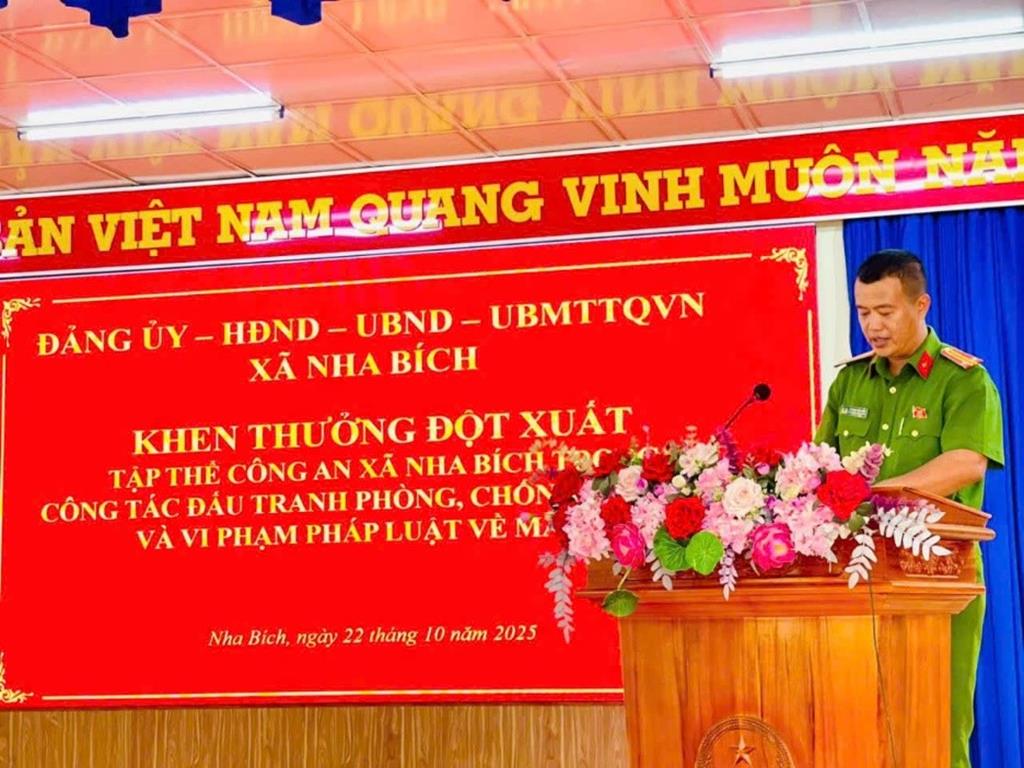 ẢN VIỆT NAM QUANG VINH MUÔN NĂM
ĐẢNG ỦY – HĐND – UBND – UBMTTQVN
XÃ NHA BÍCH
KHEN THƯỞNG ĐỘT XUẤT
TẬP THỂ CÔNG AN XÃ NHA BÍCH
CÔNG TÁC ĐẤU TRANH PHÒNG, CHỐN
VÀ VI PHẠM PHÁP LUẬT VỀ MA
Nha Bích, ngày 22 tháng 10 năm 2025